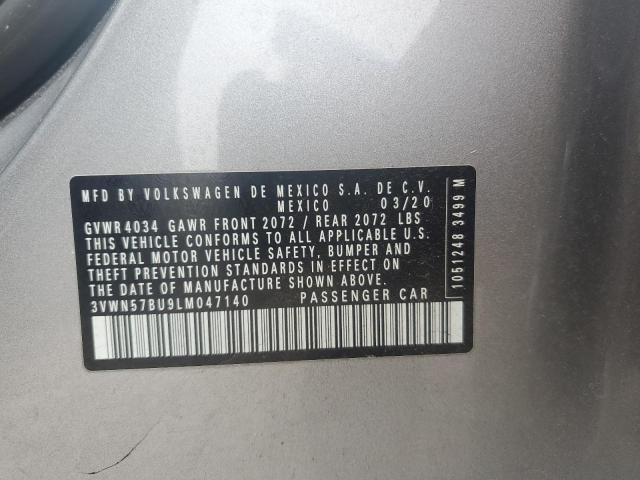 MFD BY VOLKSWAGEN DE MEXICO S.A. DE C.V.
MEXICO 03/20
GVWR 4034 GAWR FRONT 2072 / REAR 2072 LBS
THIS VEHICLE CONFORMS TO ALL APPLICABLE U.S.
FEDERAL MOTOR VEHICLE SAFETY, BUMPER AND
THEFT PREVENTION STANDARDS IN EFFECT ON
THE DATE OF MANUFACTURE SHOWN ABOVE.
3VWN57BU9LM047140 PASSENGER CAR
1051248 3499 M